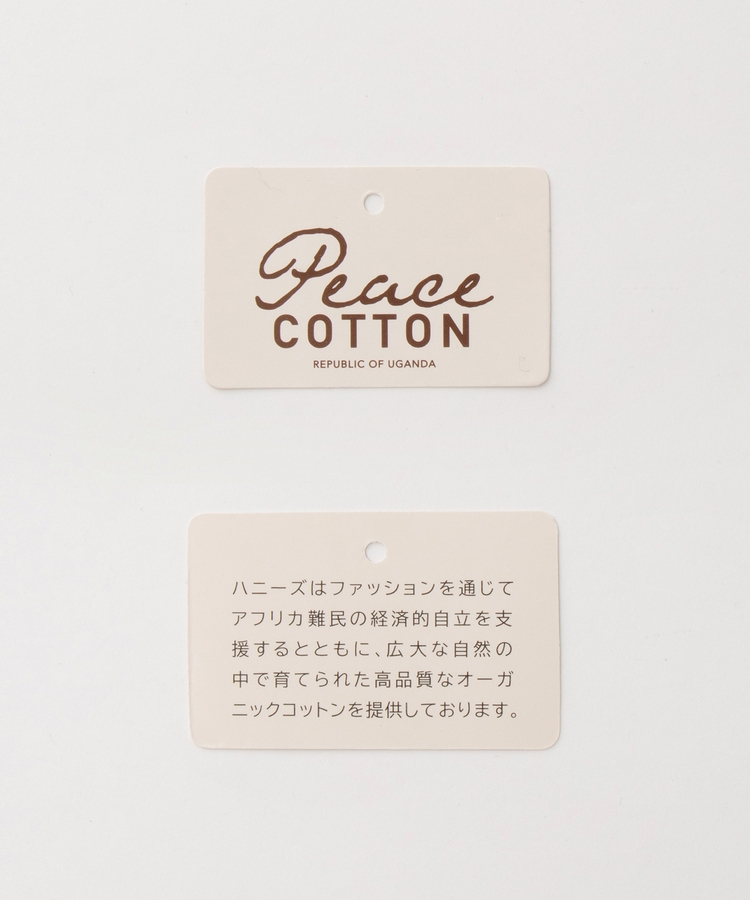 Peace
COTTON
REPUBLIC OF UGANDA
ハニーズはファッションを通じて
アフリカ難民の経済的自立を支
援するとともに、広大な自然の
中で育てられた高品質なオーガ
ニックコットンを提供しております。